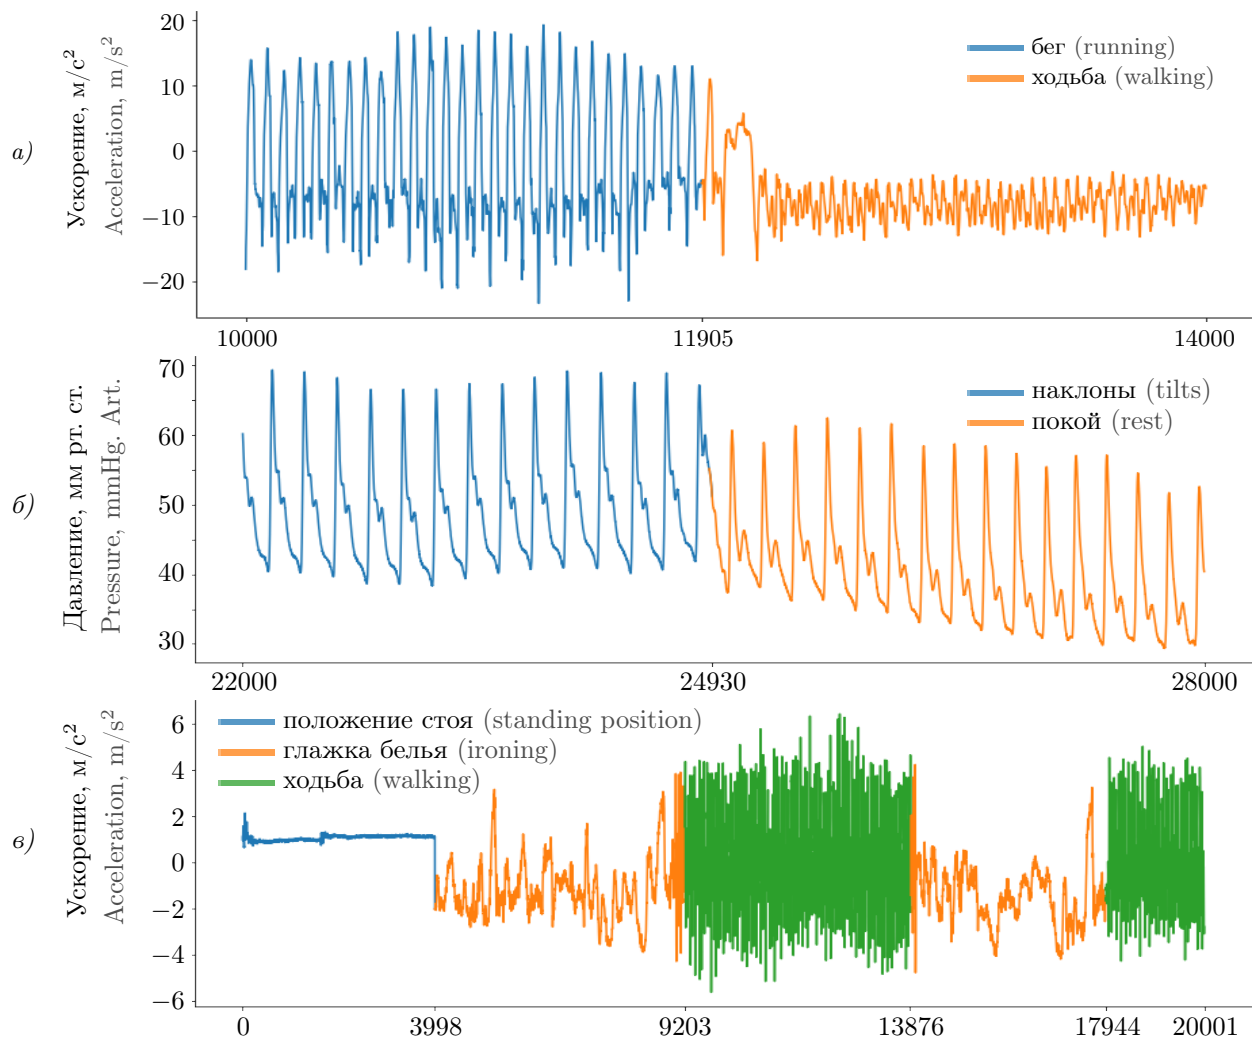 а)
Ускорение, м/с²
Acceleration, m/s²
20
10
0
−10
−20
бег (running)
ходьба (walking)
10000
11905
14000
б)
Давление, мм рт. ст.
Pressure, mmHg. Art.
70
60
50
40
30
наклоны (tilts)
покой (rest)
22000
24930
28000
в)
Ускорение, м/с²
Acceleration, m/s²
6
4
2
0
−2
−4
−6
положение стоя (standing position)
глажка белья (ironing)
ходьба (walking)
0
3998
9203
13876
17944
20001